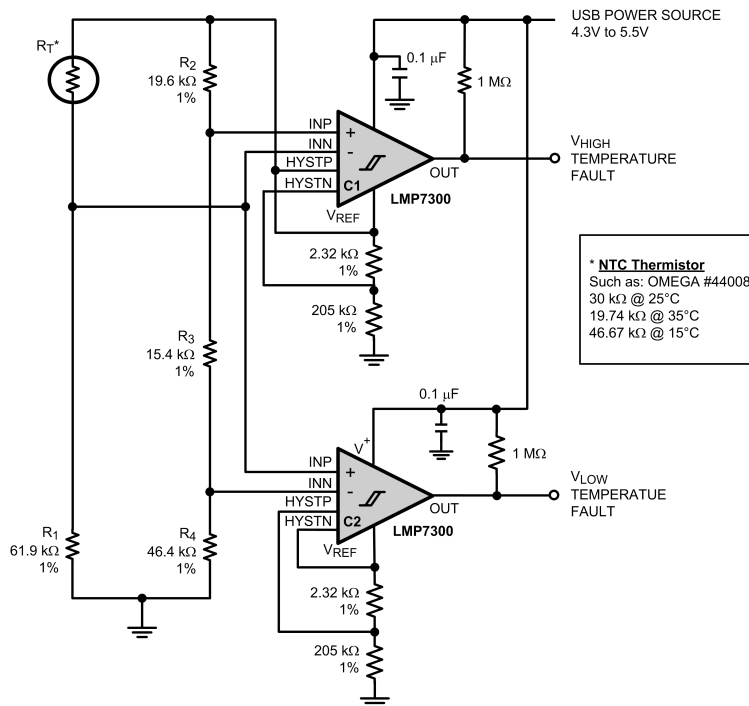 USB POWER SOURCE
4.3V to 5.5V
RT*
R2
19.6 kΩ
1%
0.1 µF
1 MΩ
INP
INN
HYSTP
HYSTN
+
-
C1
OUT
LMP7300
VREF
VHIGH
TEMPERATURE
FAULT
2.32 kΩ
1%
205 kΩ
1%
* NTC Thermistor
Such as: OMEGA #44008
30 kΩ @ 25°C
19.74 kΩ @ 35°C
46.67 kΩ @ 15°C
R3
15.4 kΩ
1%
0.1 µF
V+
1 MΩ
INP
INN
HYSTP
HYSTN
+
-
C2
OUT
LMP7300
VREF
VLOW
TEMPERATUE
FAULT
R1
61.9 kΩ
1%
R4
46.4 kΩ
1%
2.32 kΩ
1%
205 kΩ
1%